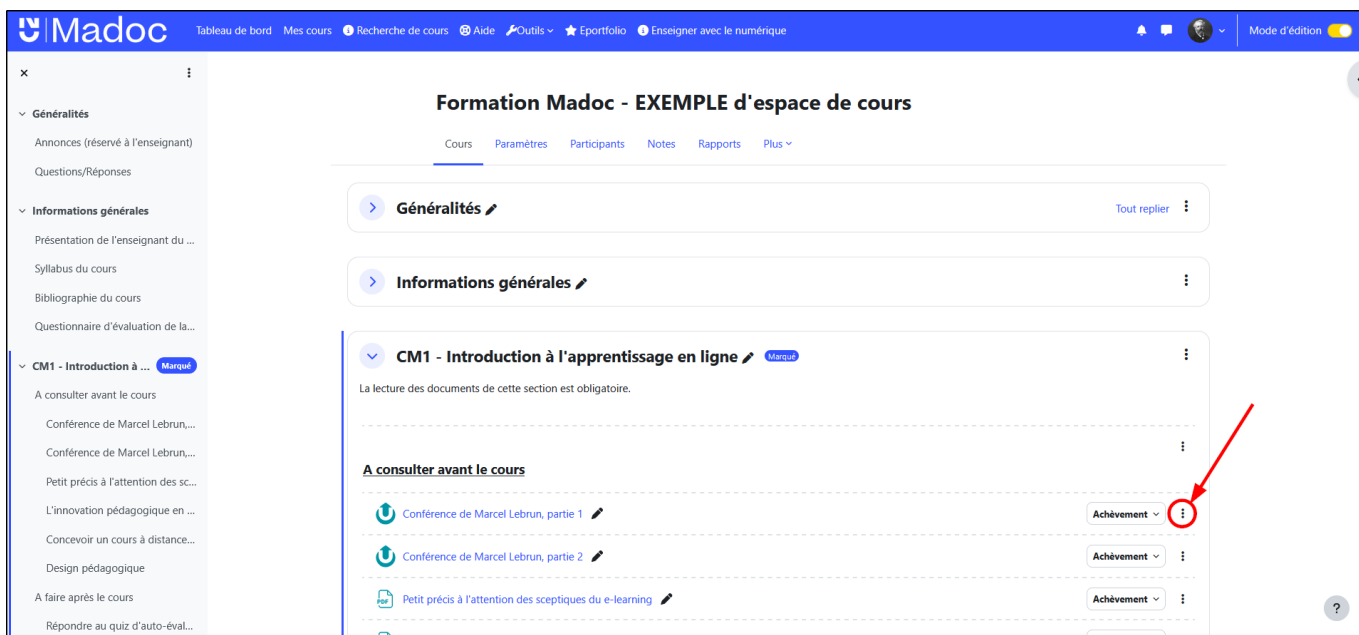 Madoc
Tableau de bord Mes cours Recherche de cours Aide Outils Eportfolio Enseigner avec le numérique
Mode d'édition
Généralités
Annonces (réservé à l'enseignant)
Questions/Réponses
Informations générales
Présentation de l'enseignant du ...
Syllabus du cours
Bibliographie du cours
Questionnaire d'évaluation de la...
CM1 - Introduction à ... Marqué
A consulter avant le cours
Conférence de Marcel Lebrun,...
Conférence de Marcel Lebrun,...
Petit précis à l'attention des sc...
L'innovation pédagogique en ...
Concevoir un cours à distance...
Design pédagogique
A faire après le cours
Répondre au quiz d'auto-éval...
Formation Madoc - EXEMPLE d'espace de cours
Cours Paramètres Participants Notes Rapports Plus
Généralités
Tout replier
Informations générales
CM1 - Introduction à l'apprentissage en ligne Marqué
La lecture des documents de cette section est obligatoire.
A consulter avant le cours
Conférence de Marcel Lebrun, partie 1 Achèvement
Conférence de Marcel Lebrun, partie 2 Achèvement
PDF Petit précis à l'attention des sceptiques du e-learning Achèvement
?